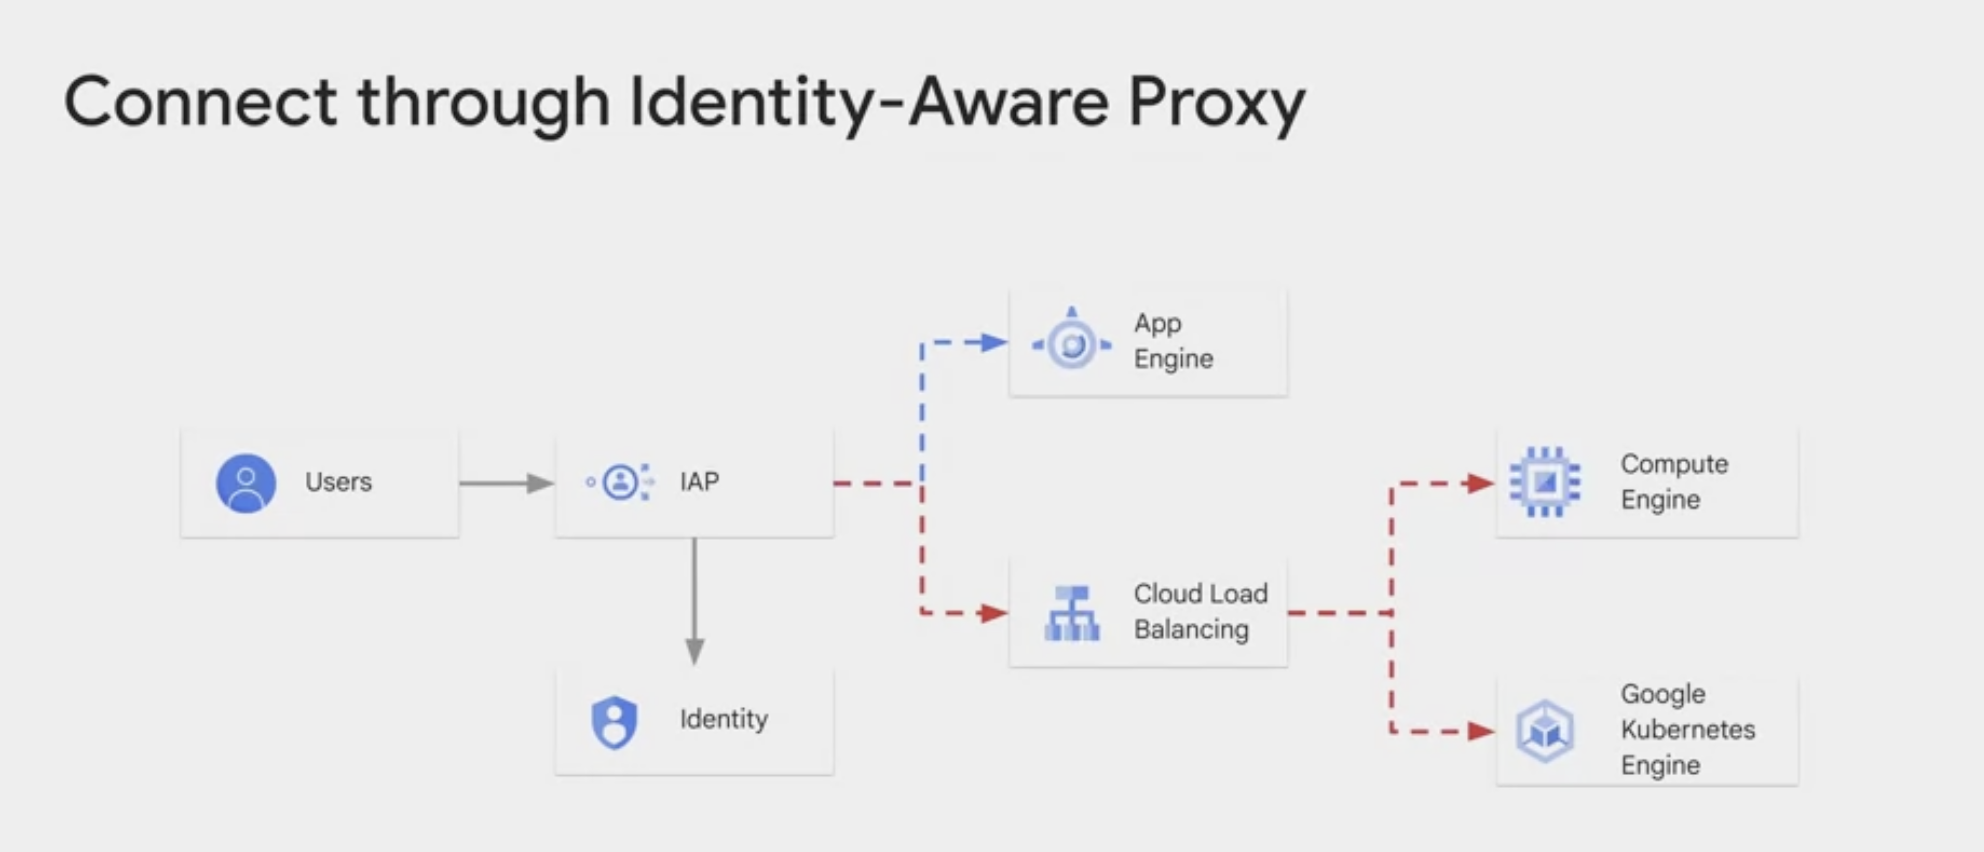 Connect through Identity-Aware Proxy
App
Engine
Users
IAP
Compute
Engine
Cloud Load
Balancing
Identity
Google
Kubernetes
Engine